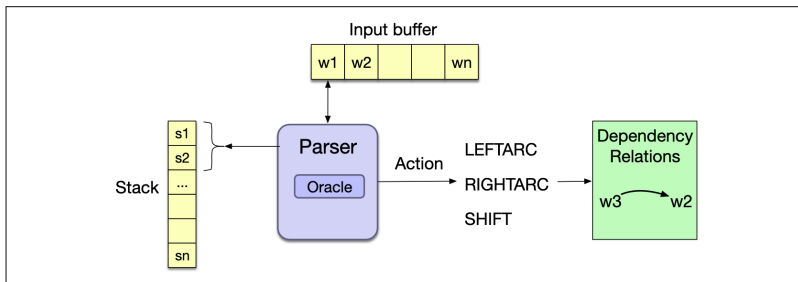 Input buffer
w1 w2 wn
s1
s2
...
sn
Stack
Parser
Oracle
Action
LEFTARC
RIGHTARC
SHIFT
Dependency
Relations
w3 w2